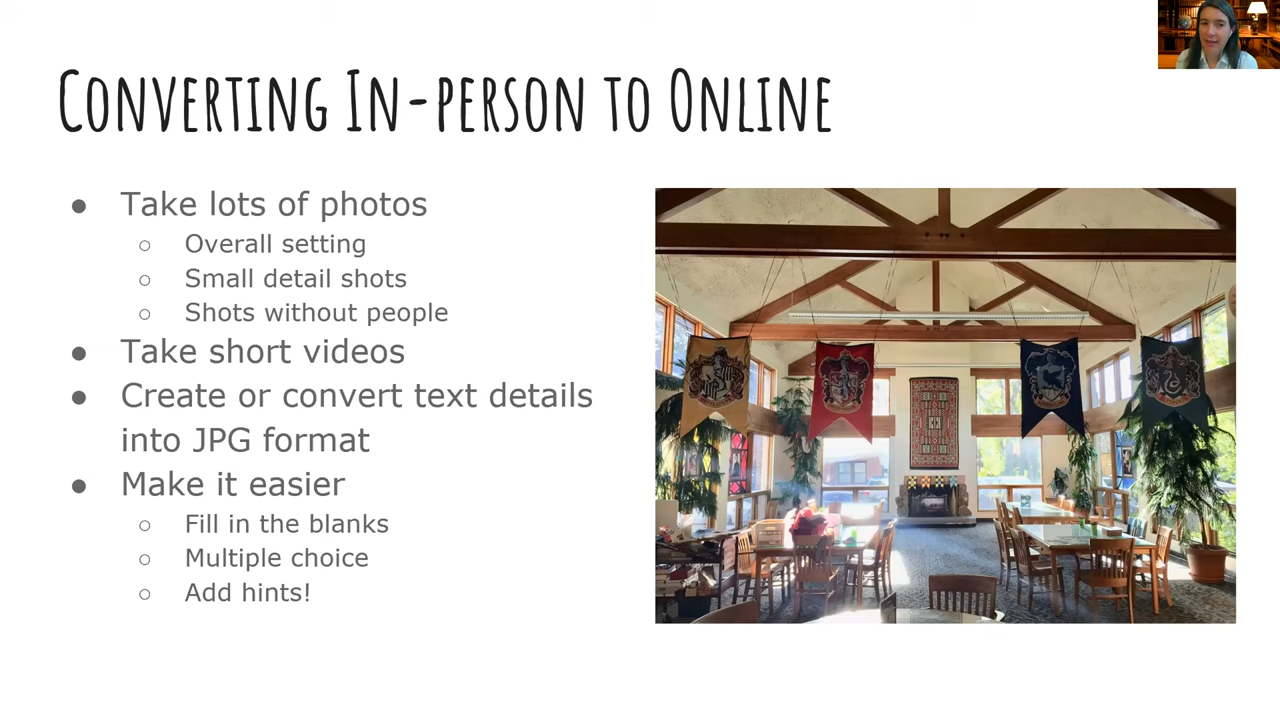 Converting In-person to Online
● Take lots of photos
○ Overall setting
○ Small detail shots
○ Shots without people
● Take short videos
● Create or convert text details
into JPG format
● Make it easier
○ Fill in the blanks
○ Multiple choice
○ Add hints!